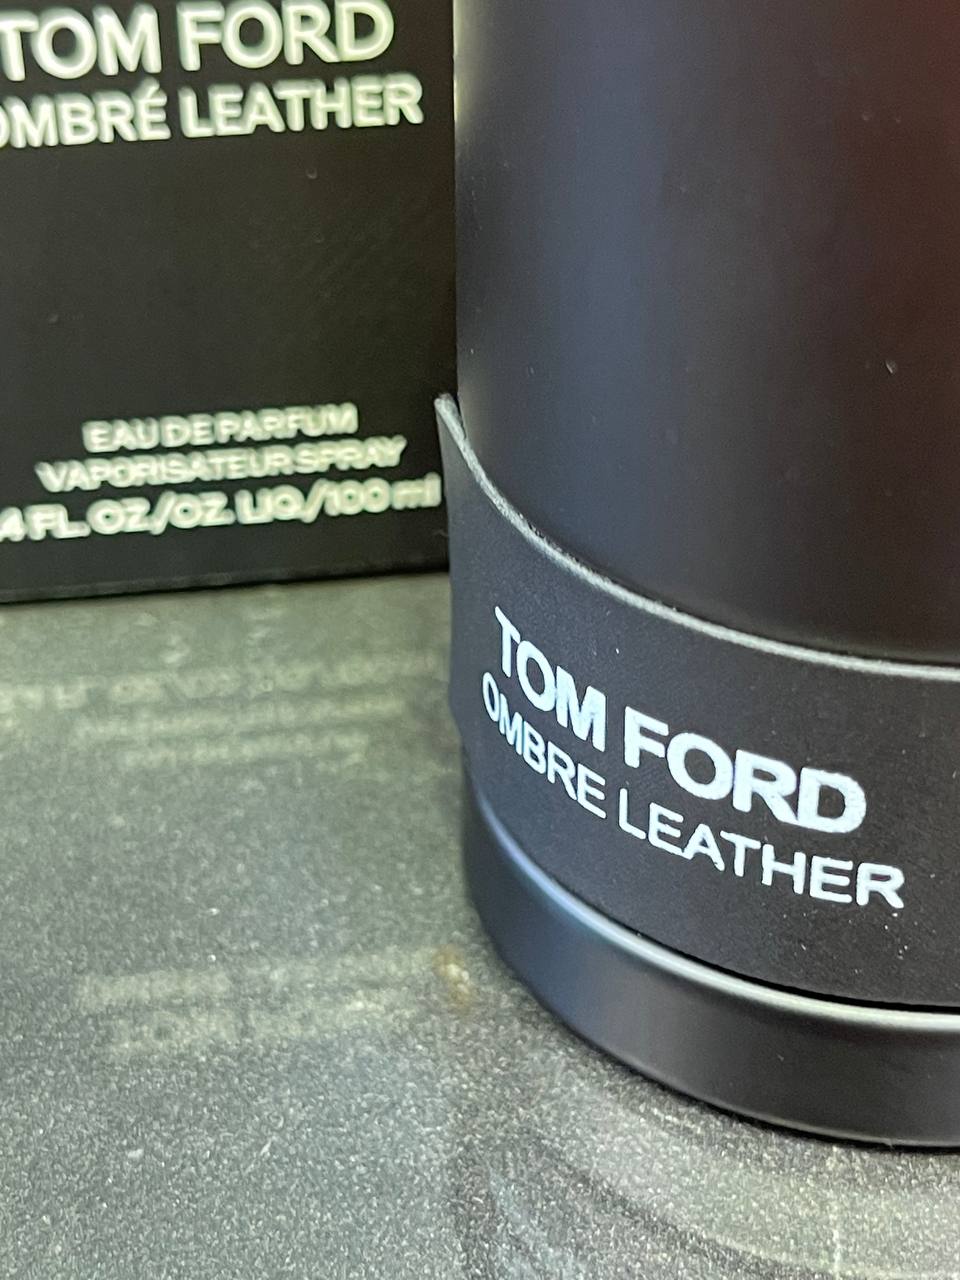 TOM FORD
OMBRÉ LEATHER
EAU DE PARFUM
VAPORISATEUR SPRAY
4 FL. OZ/OZ. LIQ/100 ml
TOM FORD
OMBRE LEATHER